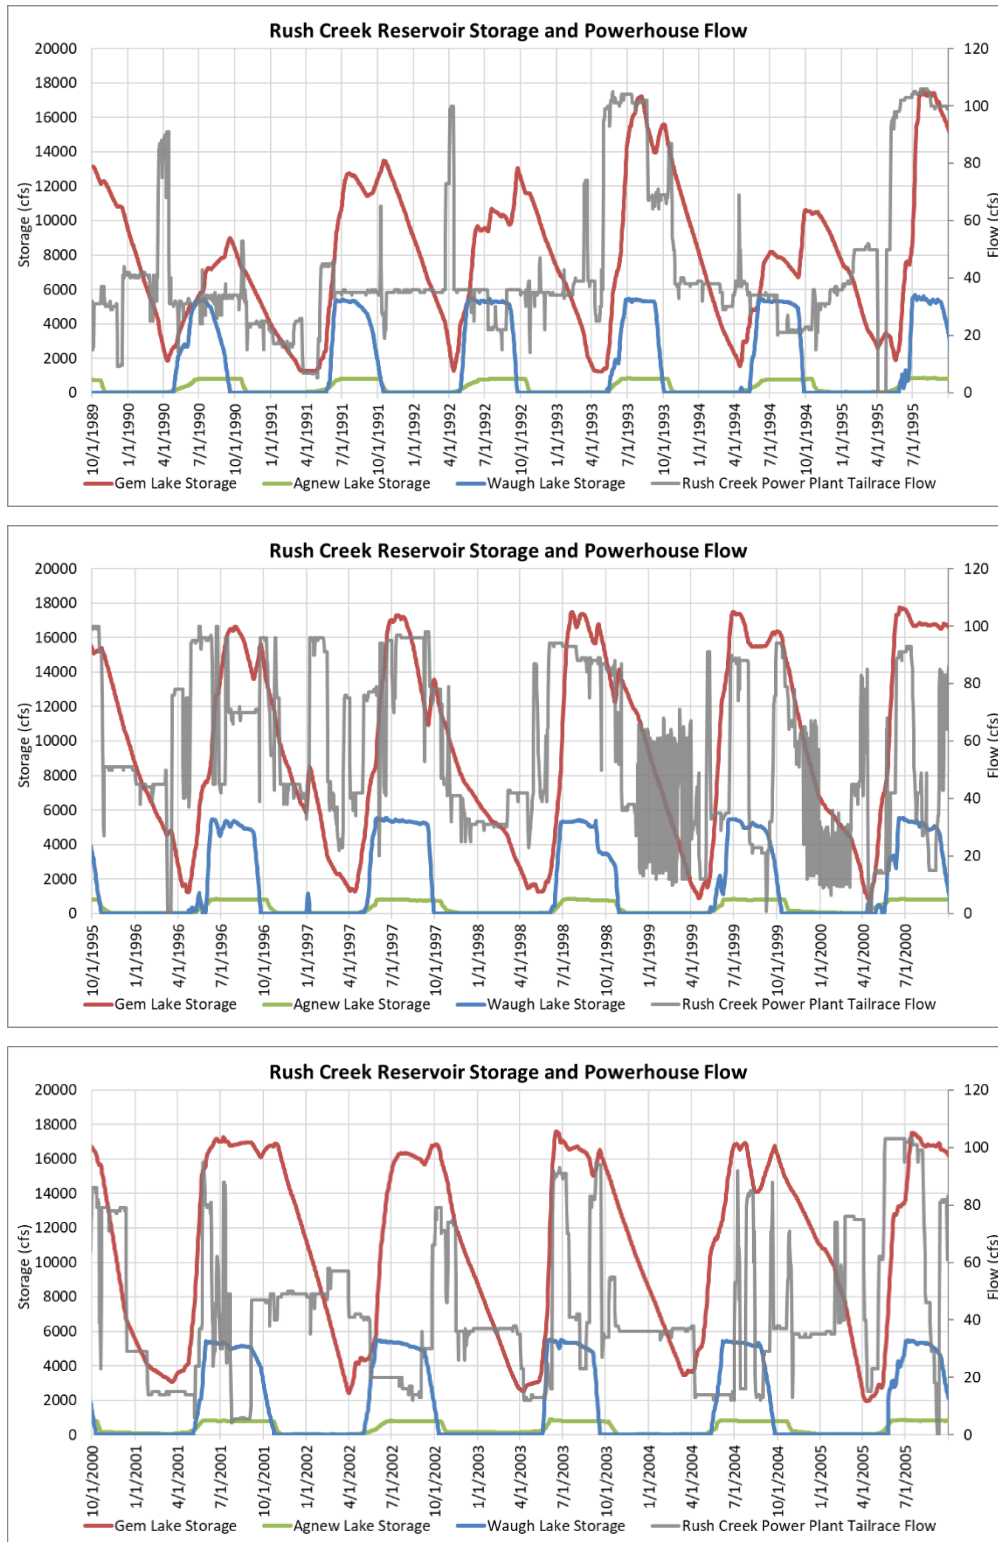 Rush Creek Reservoir Storage and Powerhouse Flow
20000 120
18000
16000 100
14000
12000 80
10000 60
8000
6000 40
4000
2000 20
0 0
Storage (cfs)
Flow (cfs)
10/1/1989 1/1/1990 4/1/1990 7/1/1990 10/1/1990 1/1/1991 4/1/1991 7/1/1991 10/1/1991 1/1/1992 4/1/1992 7/1/1992 10/1/1992 1/1/1993 4/1/1993 7/1/1993 10/1/1993 1/1/1994 4/1/1994 7/1/1994 10/1/1994 1/1/1995 4/1/1995 7/1/1995
Gem Lake Storage Agnew Lake Storage Waugh Lake Storage Rush Creek Power Plant Tailrace Flow
Rush Creek Reservoir Storage and Powerhouse Flow
20000 120
18000
16000 100
14000
12000 80
10000 60
8000
6000 40
4000
2000 20
0 0
Storage (cfs)
Flow (cfs)
10/1/1995 1/1/1996 4/1/1996 7/1/1996 10/1/1996 1/1/1997 4/1/1997 7/1/1997 10/1/1997 1/1/1998 4/1/1998 7/1/1998 10/1/1998 1/1/1999 4/1/1999 7/1/1999 10/1/1999 1/1/2000 4/1/2000 7/1/2000
Gem Lake Storage Agnew Lake Storage Waugh Lake Storage Rush Creek Power Plant Tailrace Flow
Rush Creek Reservoir Storage and Powerhouse Flow
20000 120
18000
16000 100
14000
12000 80
10000 60
8000
6000 40
4000
2000 20
0 0
Storage (cfs)
Flow (cfs)
10/1/2000 1/1/2001 4/1/2001 7/1/2001 10/1/2001 1/1/2002 4/1/2002 7/1/2002 10/1/2002 1/1/2003 4/1/2003 7/1/2003 10/1/2003 1/1/2004 4/1/2004 7/1/2004 10/1/2004 1/1/2005 4/1/2005 7/1/2005
Gem Lake Storage Agnew Lake Storage Waugh Lake Storage Rush Creek Power Plant Tailrace Flow